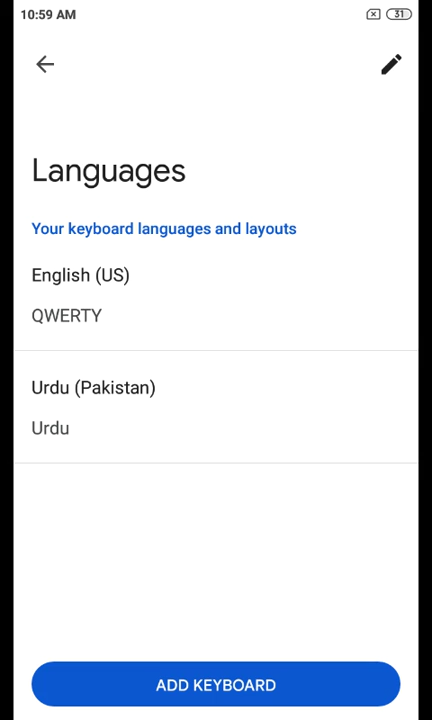 10:59 AM
31
Languages
Your keyboard languages and layouts
English (US)
QWERTY
Urdu (Pakistan)
Urdu
ADD KEYBOARD